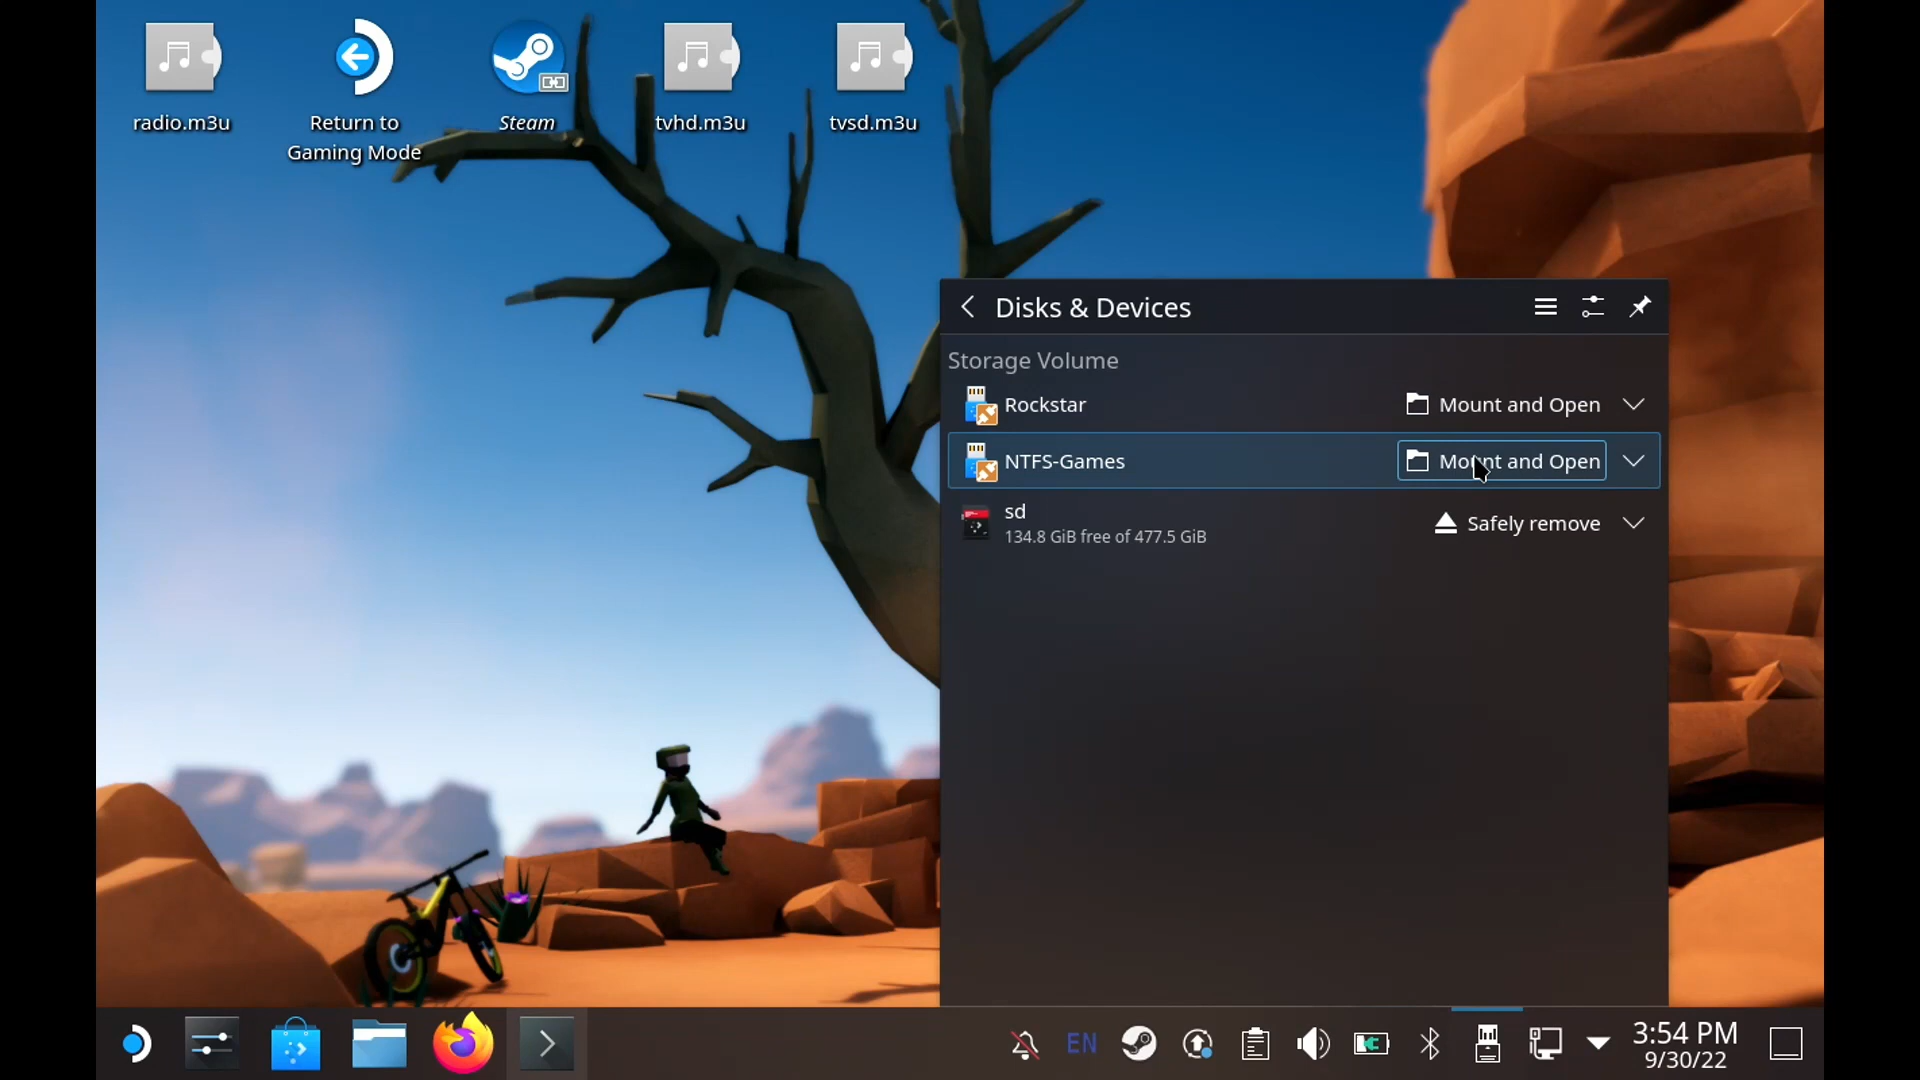 radio.m3u
Return to
Gaming Mode
Steam
tvhd.m3u
tvsd.m3u
Disks & Devices
Storage Volume
Rockstar
Mount and Open
NTFS-Games
Mount and Open
sd
134.8 GiB free of 477.5 GiB
Safely remove
EN
3:54 PM
9/30/22